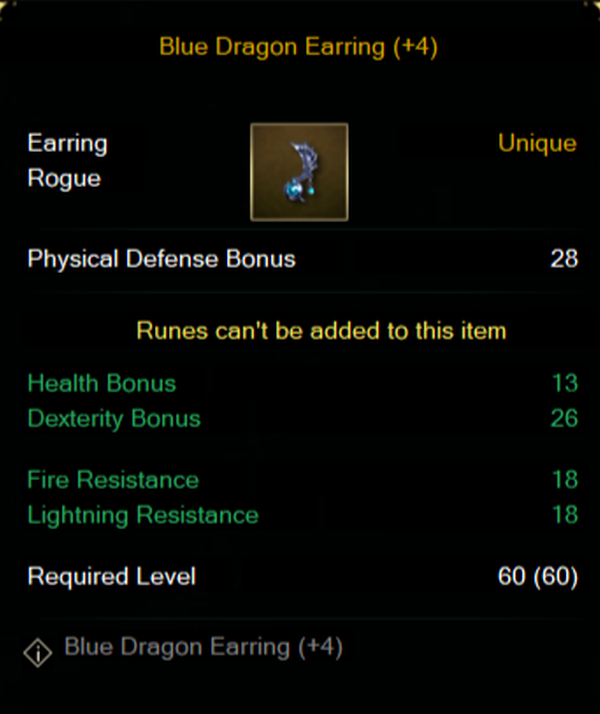 Blue Dragon Earring (+4)
Earring Unique
Rogue
Physical Defense Bonus 28
Runes can't be added to this item
Health Bonus 13
Dexterity Bonus 26
Fire Resistance 18
Lightning Resistance 18
Required Level 60 (60)
Blue Dragon Earring (+4)